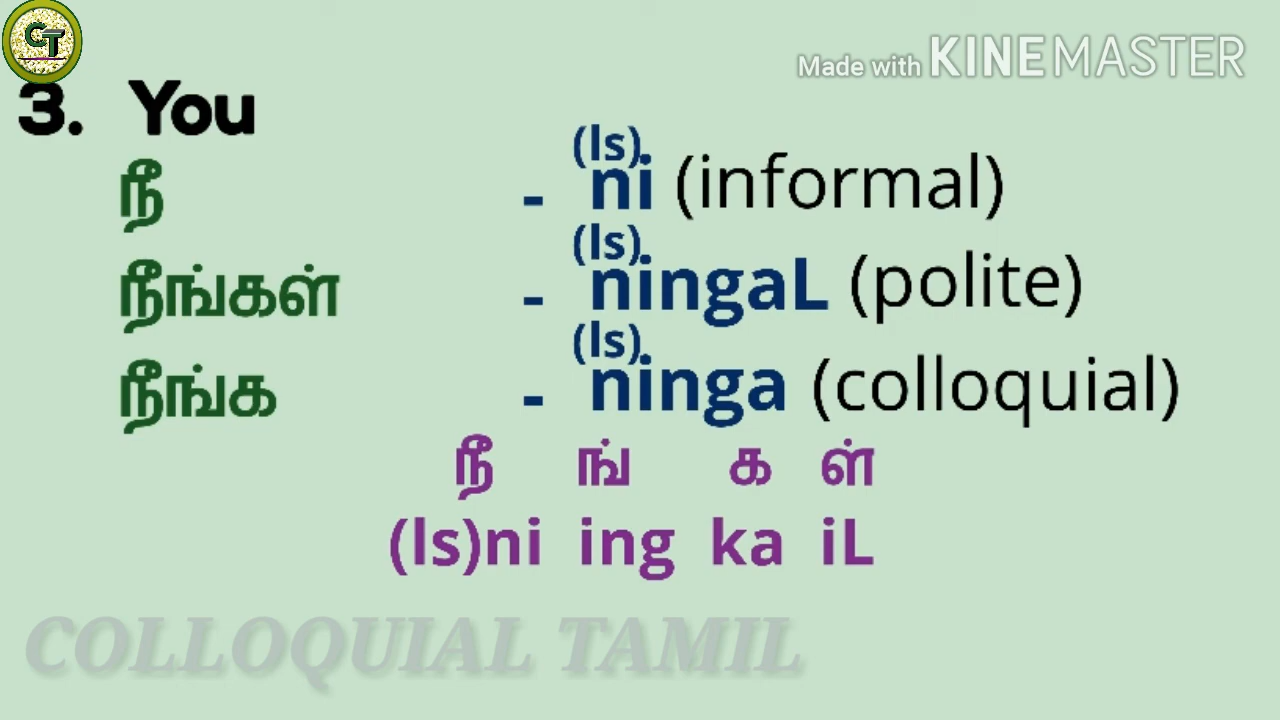 CT
Made with KINEMASTER
3. You
(ls)
நீ - ni (informal)
(ls)
நீங்கள் - ningaL (polite)
(ls)
நீங்க - ninga (colloquial)
நீ ங் க ள்
(ls)ni ing ka iL
COLLOQUIAL TAMIL